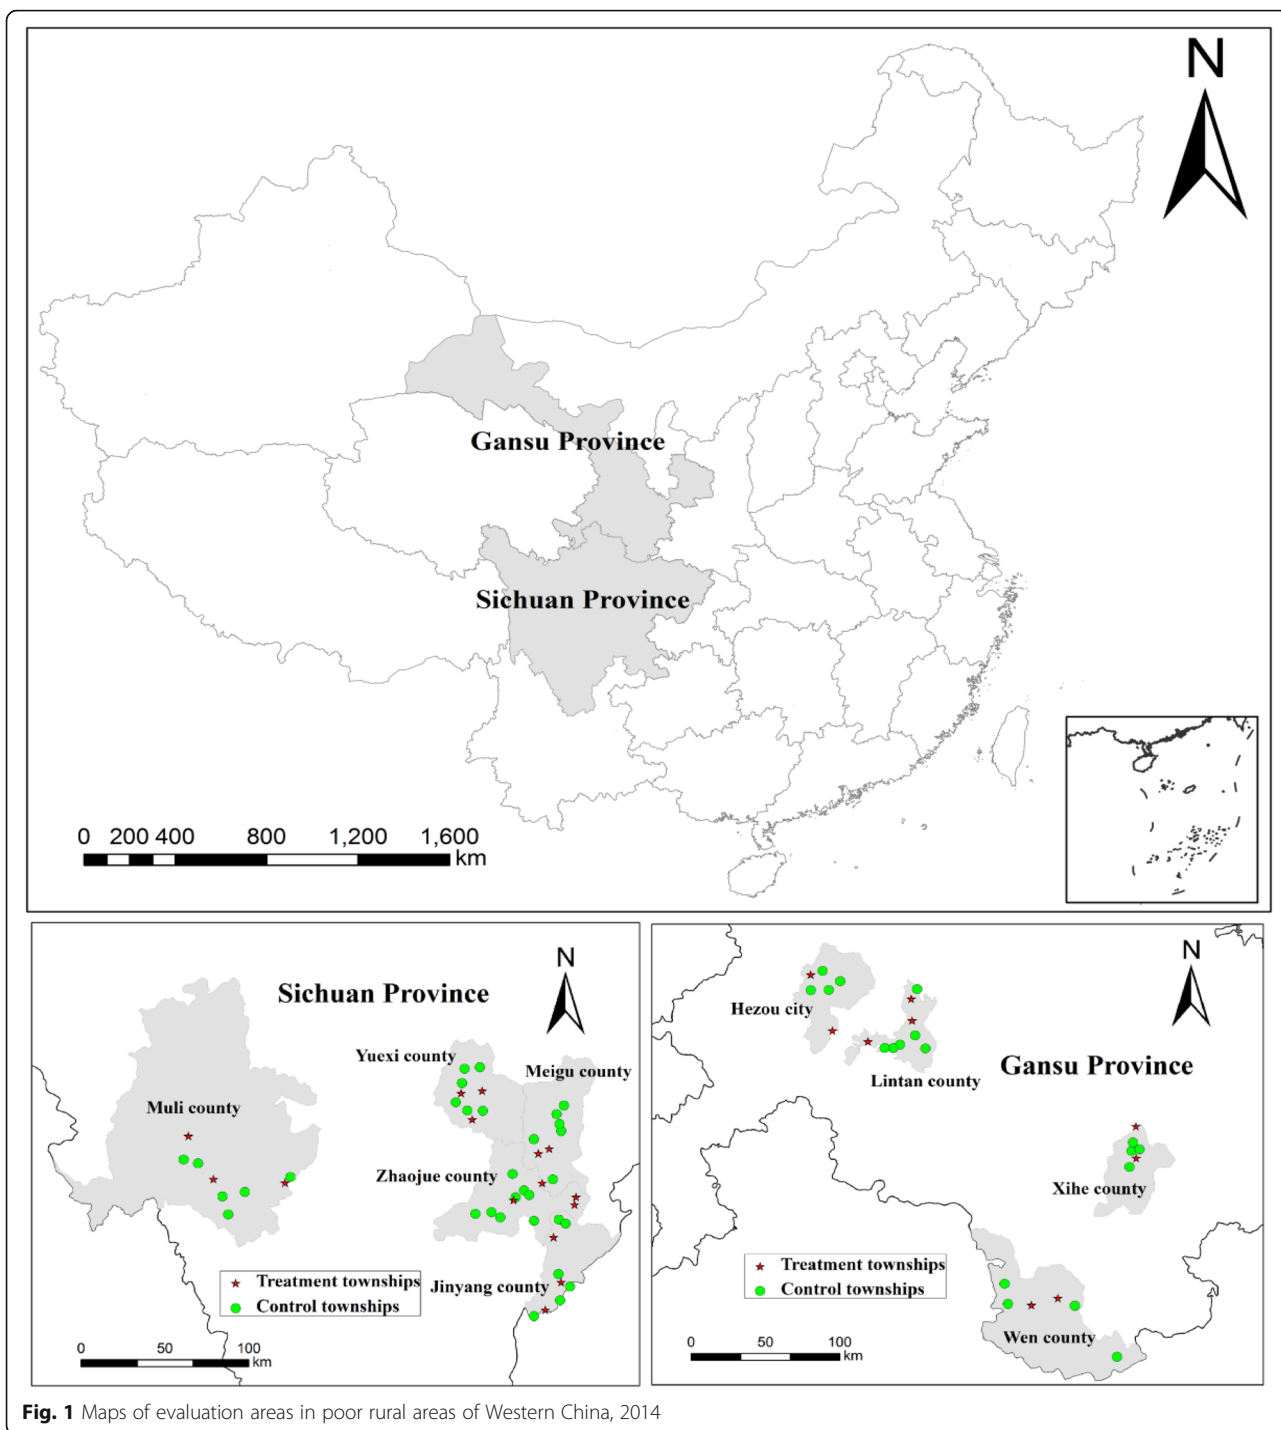 N
Gansu Province
Sichuan Province
0 200 400 800 1,200 1,600
km
Sichuan Province
N
Yuexi county
Meigu county
Muli county
Zhaojue county
Jinyang county
Treatment townships
Control townships
0 50 100
km
N
Hezou city
Lintan county
Gansu Province
Xihe county
Treatment townships
Control townships
Wen county
0 50 100
km
Fig. 1 Maps of evaluation areas in poor rural areas of Western China, 2014